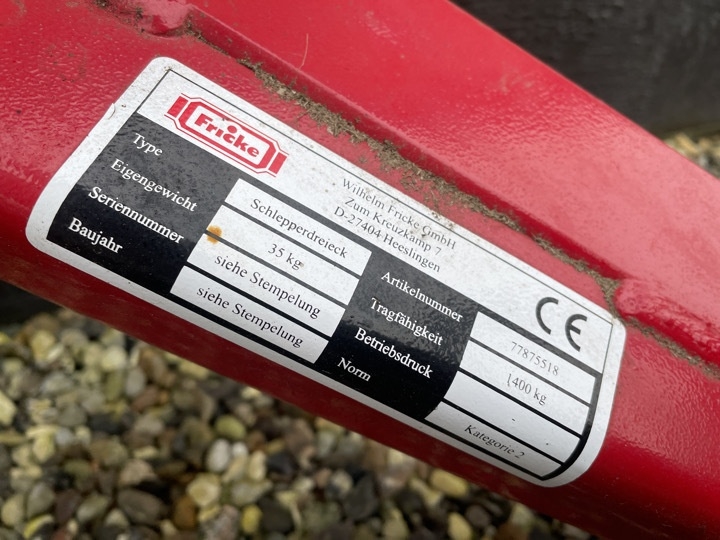 Fricke
Wilhelm Fricke GmbH
Zum Kreuzkamp 7
D-27404 Heeslingen
Type Schlepperdreieck
Eigengewicht 35 kg
Seriennummer siehe Stempelung
Baujahr siehe Stempelung
Artikelnummer 77875518
Tragfähigkeit 1400 kg
Betriebsdruck -
Norm Kategorie 2
CE